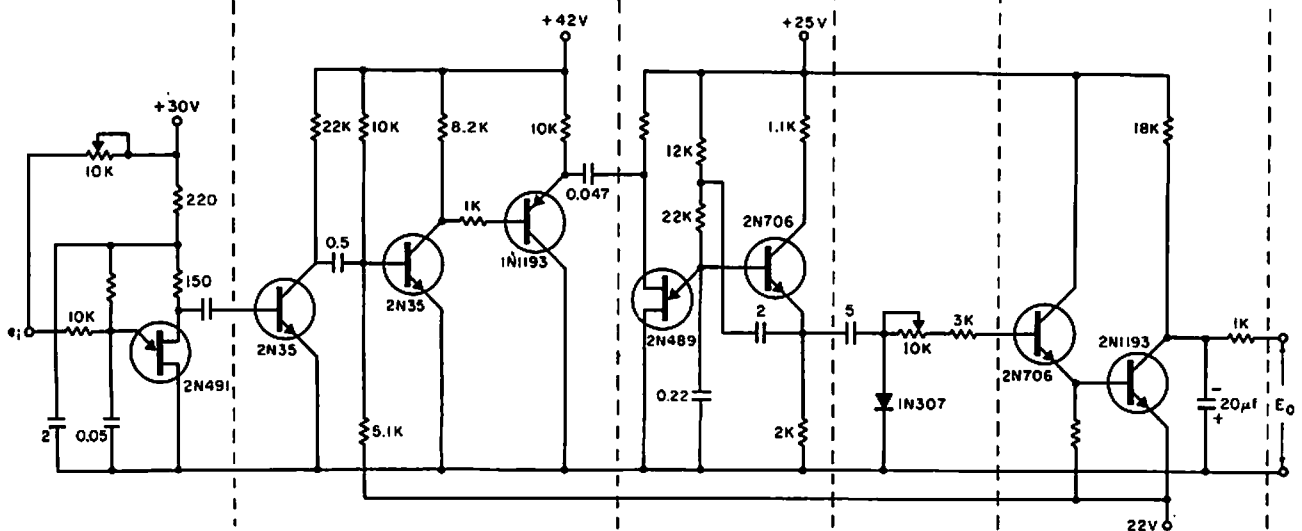 +42V
+25V
+30V
10K
220
150
10K
2N491
2
0.05
22K
10K
8.2K
10K
0.5
1K
0.047
2N35
2N35
1N1193
5.1K
12K
22K
1.1K
2N706
2N489
2
0.22
2K
5
10K
3K
1N307
18K
2N706
2N1193
1K
-
20µf
+
E₀
eᵢ
22V